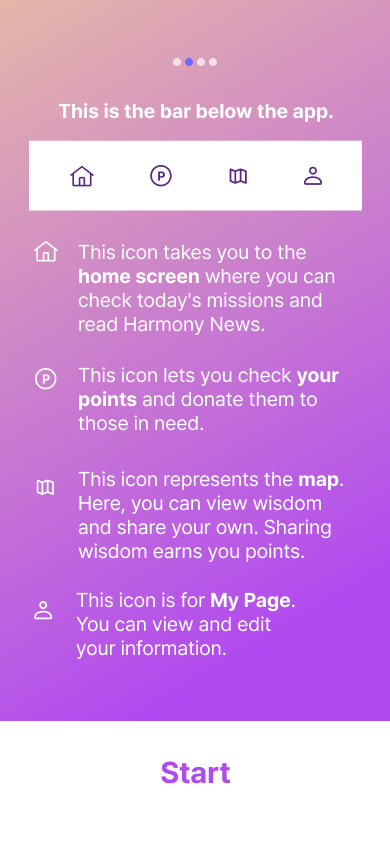 This is the bar below the app.
P
This icon takes you to the
home screen where you can
check today's missions and
read Harmony News.
P
This icon lets you check your
points and donate them to
those in need.
This icon represents the map.
Here, you can view wisdom
and share your own. Sharing
wisdom earns you points.
This icon is for My Page.
You can view and edit
your information.
Start